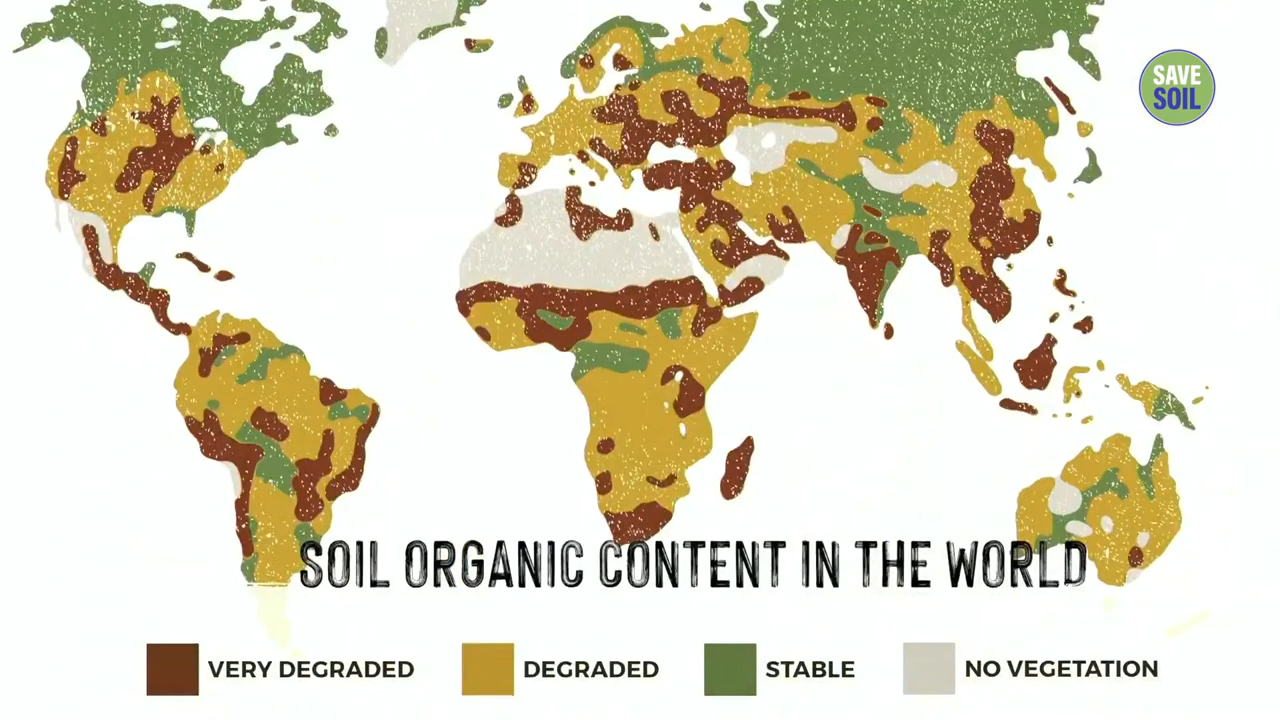 SAVE
SOIL
SOIL ORGANIC CONTENT IN THE WORLD
VERY DEGRADED
DEGRADED
STABLE
NO VEGETATION